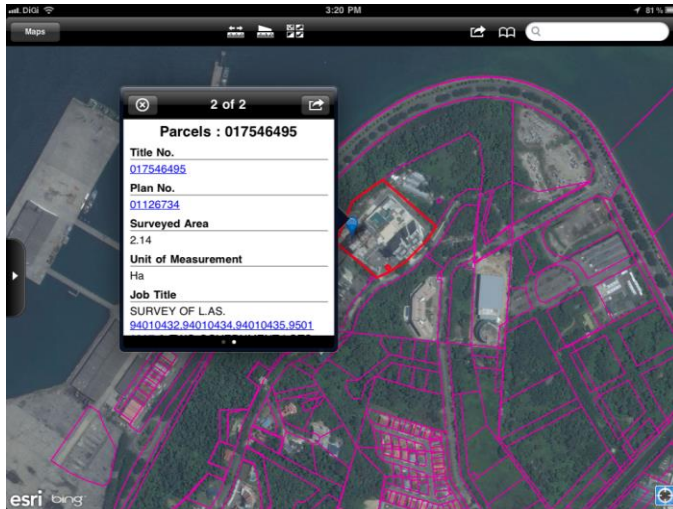 DiGi
3:20 PM
81%
Maps
2 of 2
Parcels : 017546495
Title No.
017546495
Plan No.
01126734
Surveyed Area
2.14
Unit of Measurement
Ha
Job Title
SURVEY OF L.AS.
94010432,94010434,94010435,9501
esri bing